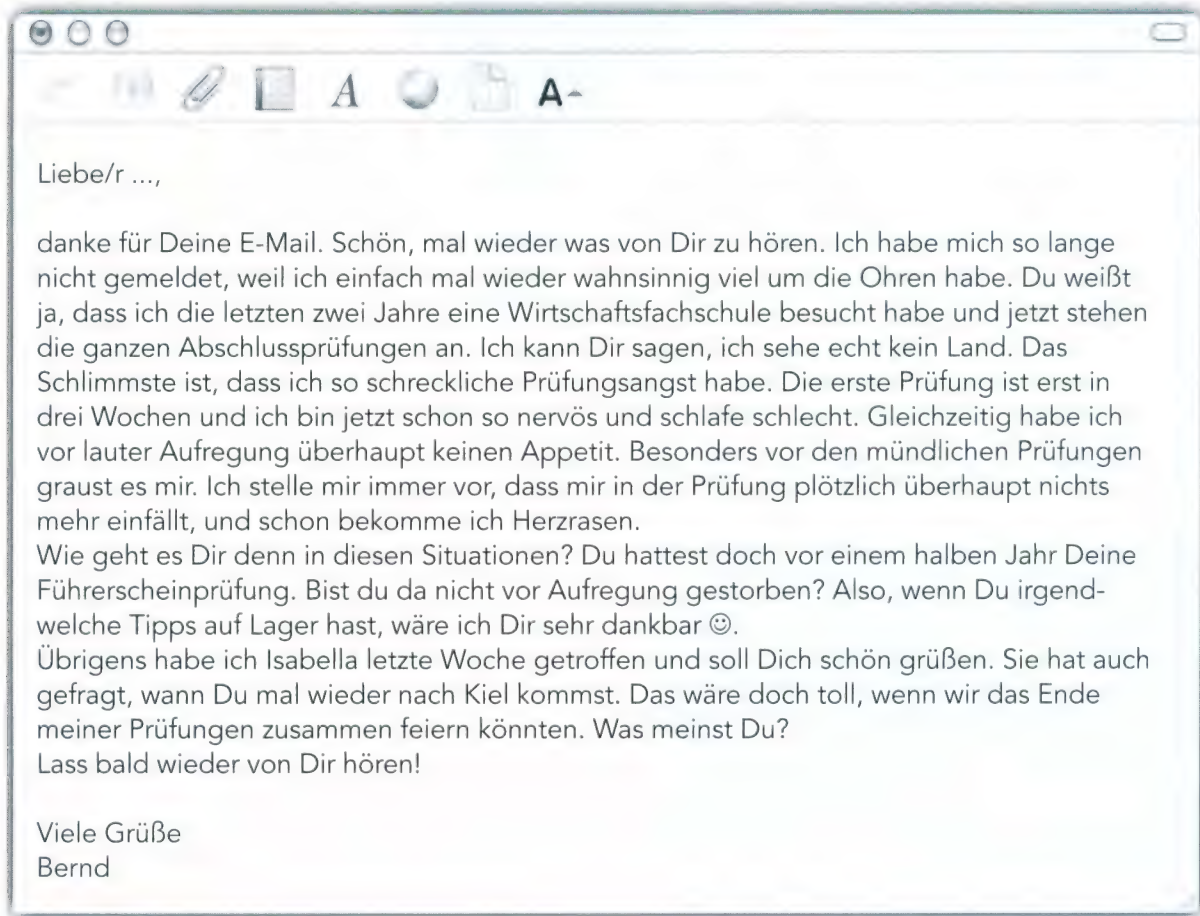 A A
Liebe/r ...,
danke für Deine E-Mail. Schön, mal wieder was von Dir zu hören. Ich habe mich so lange
nicht gemeldet, weil ich einfach mal wieder wahnsinnig viel um die Ohren habe. Du weißt
ja, dass ich die letzten zwei Jahre eine Wirtschaftsfachschule besucht habe und jetzt stehen
die ganzen Abschlussprüfungen an. Ich kann Dir sagen, ich sehe echt kein Land. Das
Schlimmste ist, dass ich so schreckliche Prüfungsangst habe. Die erste Prüfung ist erst in
drei Wochen und ich bin jetzt schon so nervös und schlafe schlecht. Gleichzeitig habe ich
vor lauter Aufregung überhaupt keinen Appetit. Besonders vor den mündlichen Prüfungen
graust es mir. Ich stelle mir immer vor, dass mir in der Prüfung plötzlich überhaupt nichts
mehr einfällt, und schon bekomme ich Herzrasen.
Wie geht es Dir denn in diesen Situationen? Du hattest doch vor einem halben Jahr Deine
Führerscheinprüfung. Bist du da nicht vor Aufregung gestorben? Also, wenn Du irgend-
welche Tipps auf Lager hast, wäre ich Dir sehr dankbar ☺.
Übrigens habe ich Isabella letzte Woche getroffen und soll Dich schön grüßen. Sie hat auch
gefragt, wann Du mal wieder nach Kiel kommst. Das wäre doch toll, wenn wir das Ende
meiner Prüfungen zusammen feiern könnten. Was meinst Du?
Lass bald wieder von Dir hören!
Viele Grüße
Bernd